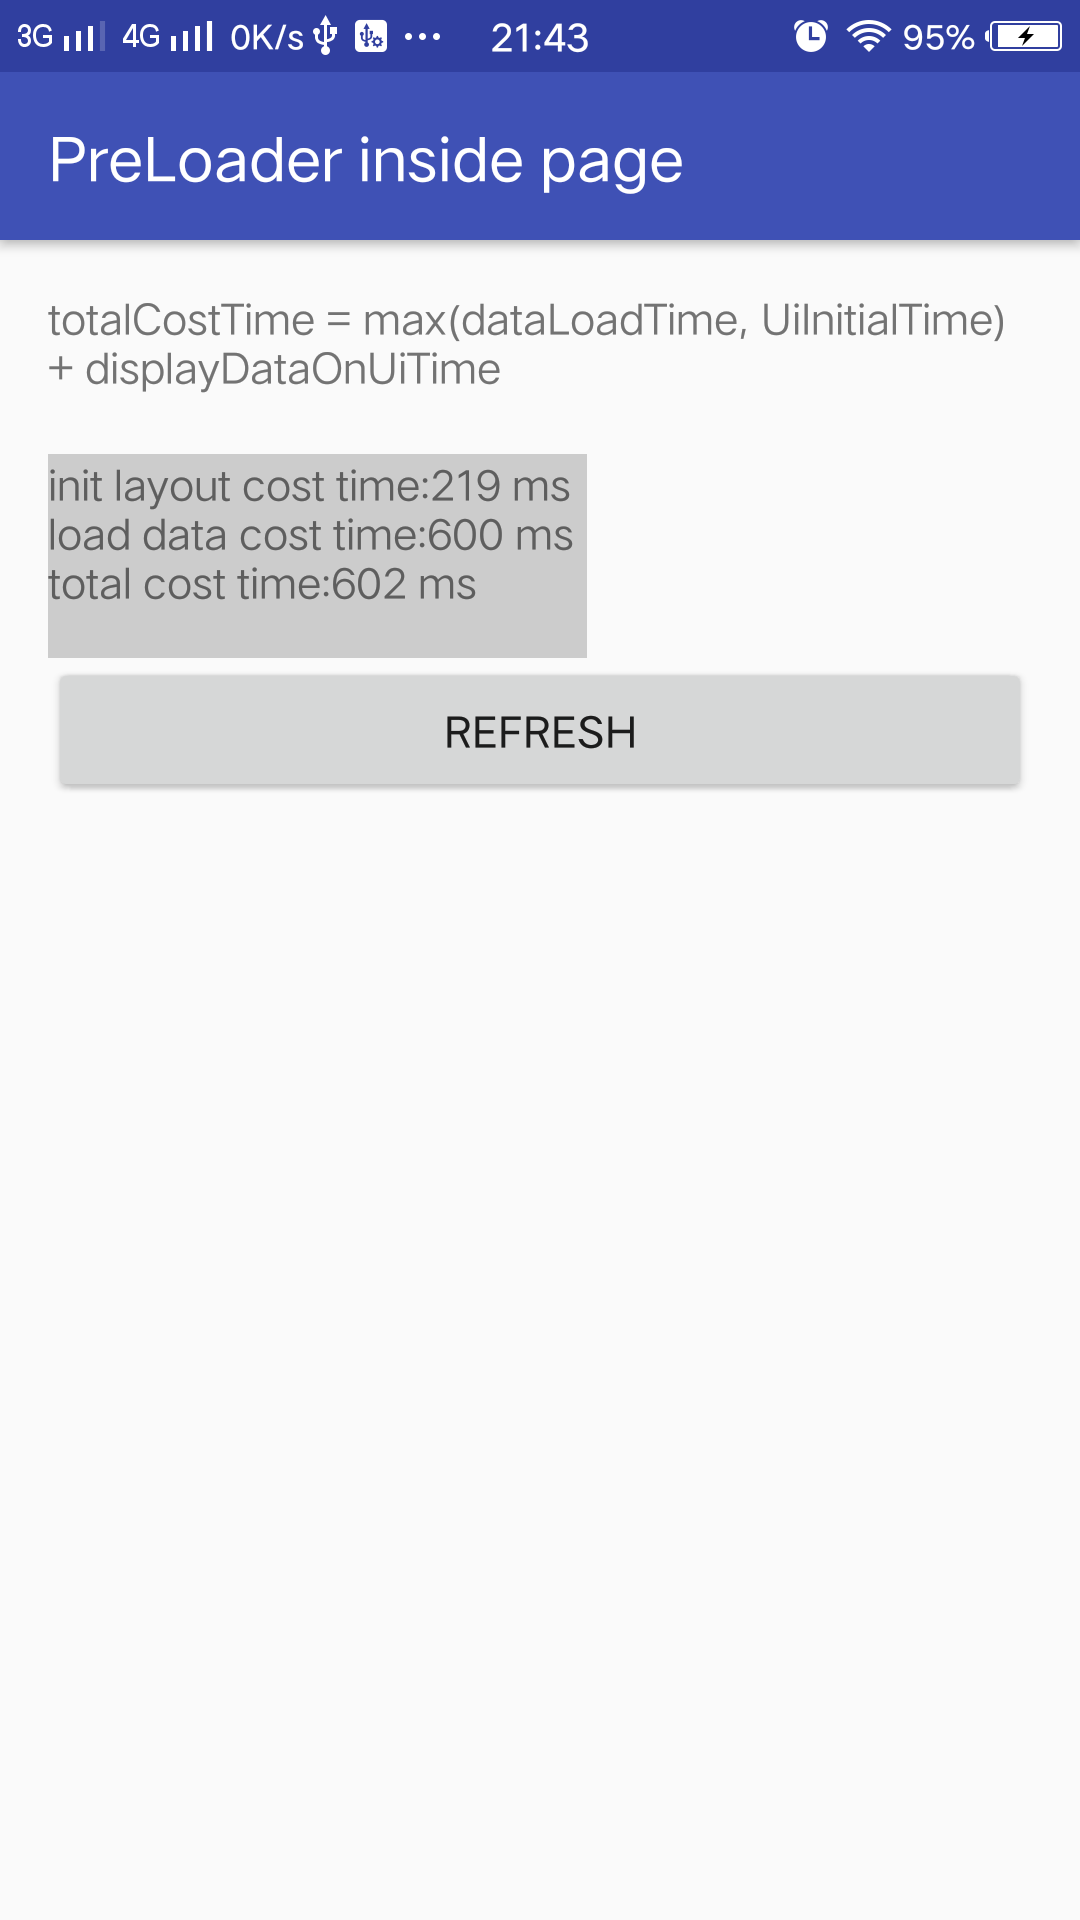 3G 4G 0K/s 21:43 95%
PreLoader inside page
totalCostTime = max(dataLoadTime, UiInitialTime)
+ displayDataOnUiTime
init layout cost time:219 ms
load data cost time:600 ms
total cost time:602 ms
REFRESH